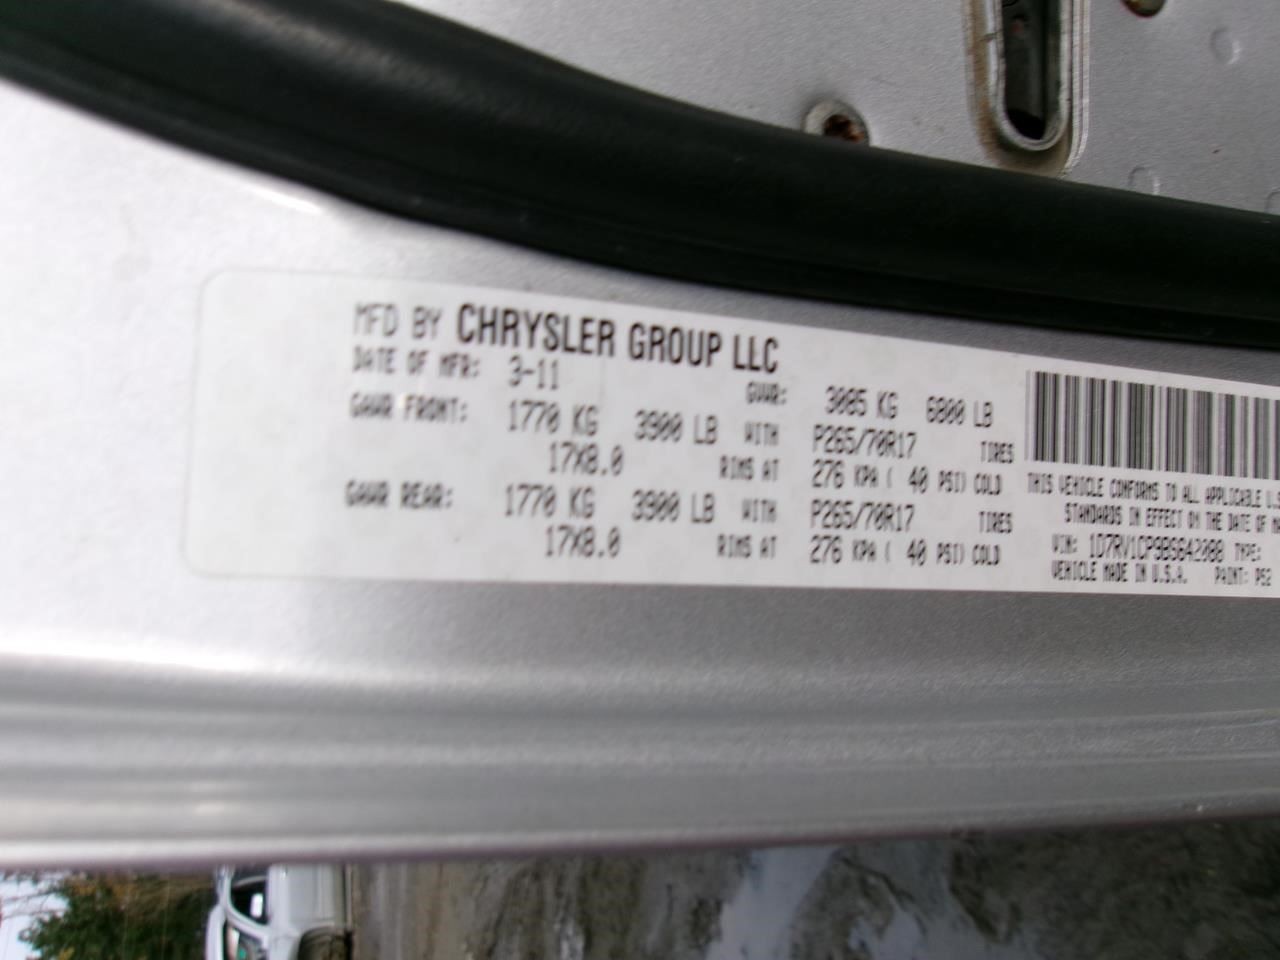 MFD BY CHRYSLER GROUP LLC
DATE OF MFR: 3-11 GVWR: 3085 KG 6800 LB
GAWR FRONT: 1770 KG 3900 LB WITH P265/70R17 TIRES
17X8.0 RIMS AT 276 KPA ( 40 PSI) COLD
GAWR REAR: 1770 KG 3900 LB WITH P265/70R17 TIRES
17X8.0 RIMS AT 276 KPA ( 40 PSI) COLD
THIS VEHICLE CONFORMS TO ALL APPLICABLE U.S
STANDARDS IN EFFECT ON THE DATE OF M
VIN: 1D7RV1CP9BS642088 TYPE:
VEHICLE MADE IN U.S.A. PAINT: PS2